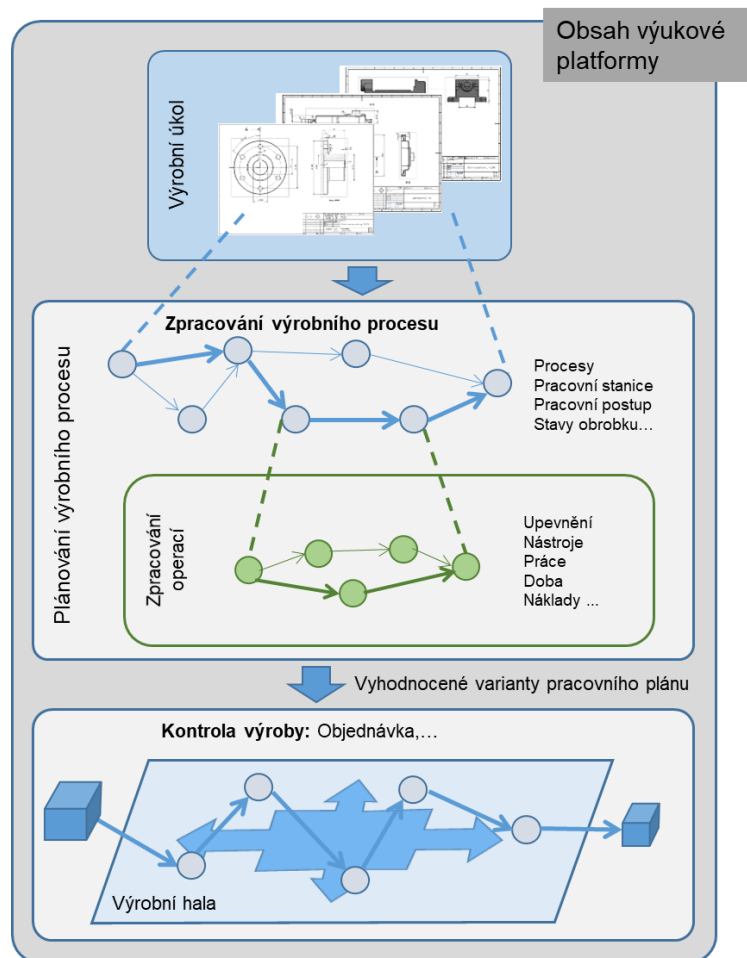 Obsah výukové
platformy
Výrobní úkol
Plánování výrobního procesu
Zpracování výrobního procesu
Procesy
Pracovní stanice
Pracovní postup
Stavy obrobku...
Zpracování
operací
Upevnění
Nástroje
Práce
Doba
Náklady ...
Vyhodnocené varianty pracovního plánu
Kontrola výroby: Objednávka,...
Výrobní hala